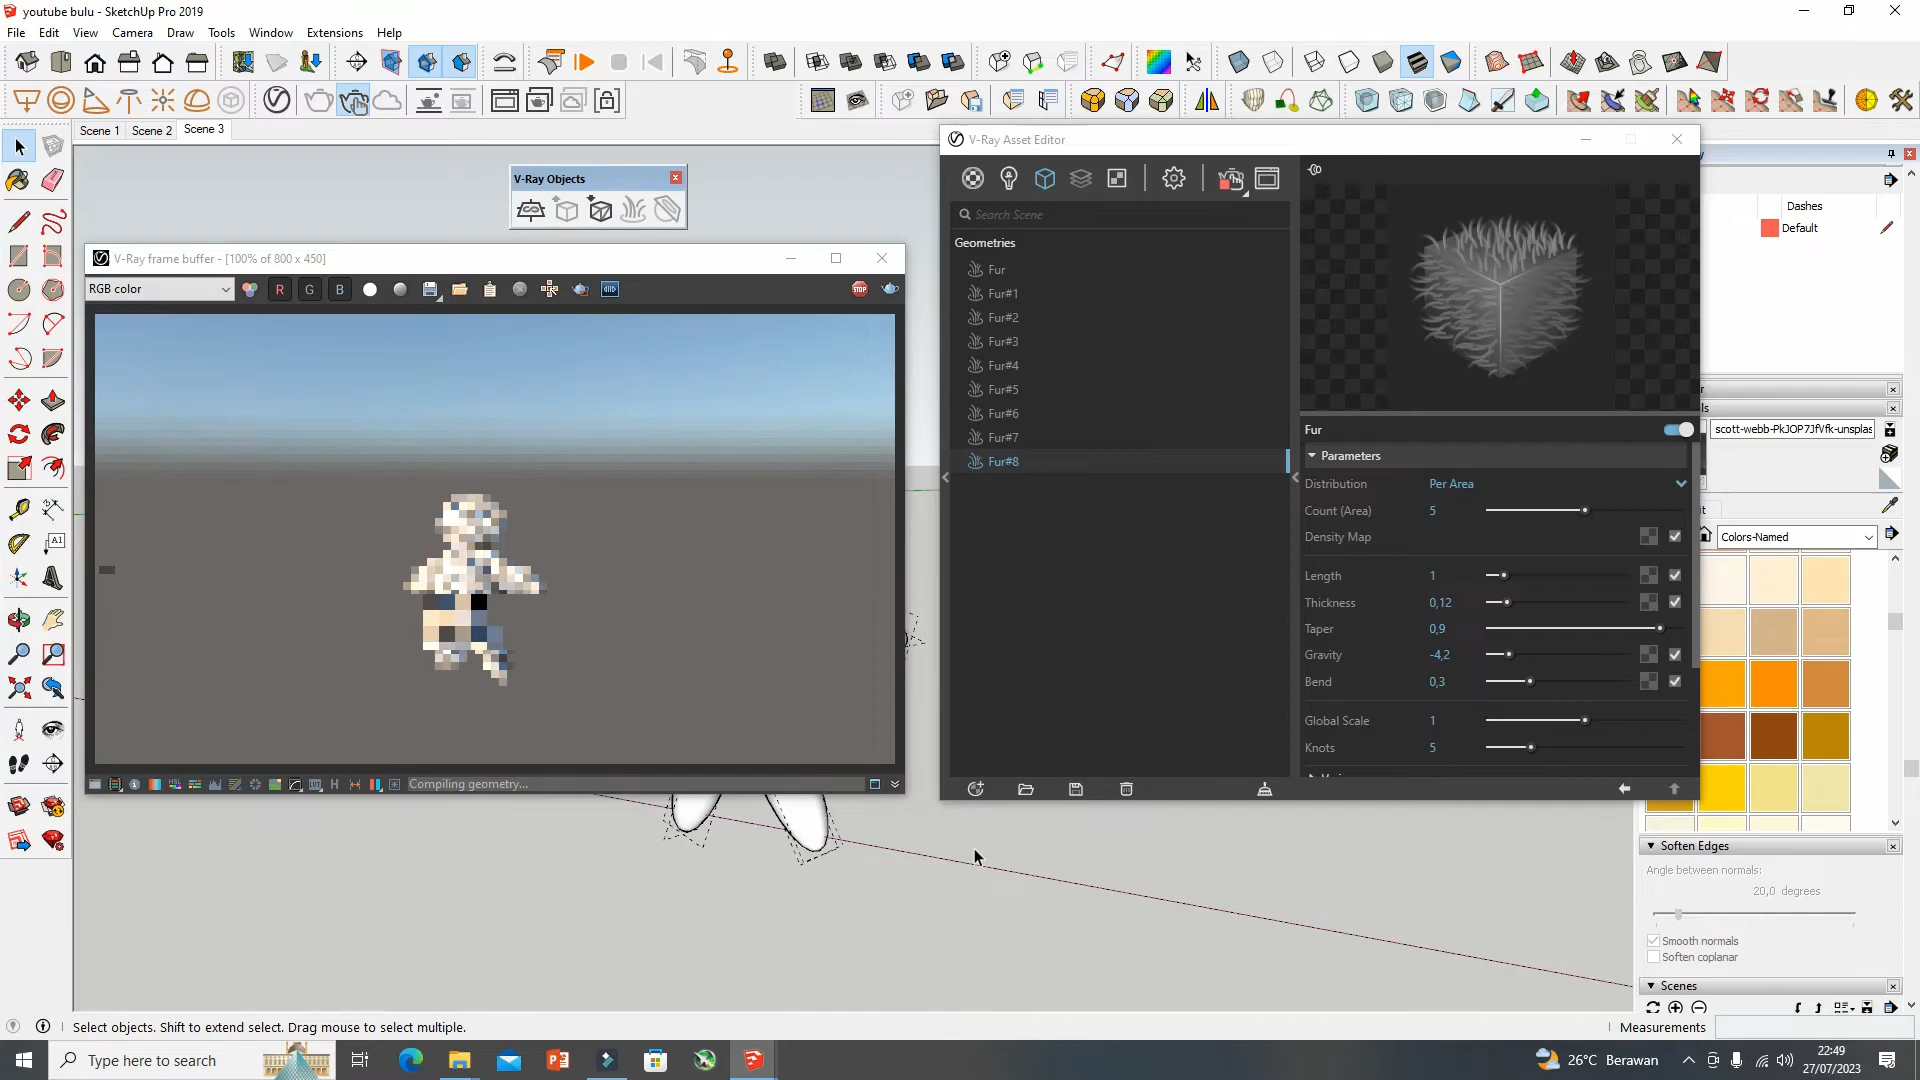 youtube bulu - SketchUp Pro 2019
File Edit View Camera Draw Tools Window Extensions Help
Scene 1 Scene 2 Scene 3
V-Ray Asset Editor
V-Ray Objects
Search Scene
Dashes
Default
Geometries
V-Ray frame buffer - [100% of 800 x 450]
RGB color
R G B
STOP
Fur
Fur#1
Fur#2
Fur#3
Fur#4
Fur#5
Fur#6
Fur#7
Fur#8
Fur
scott-webb-PkJOP7JfVfk-unsplas
Parameters
Distribution Per Area
Count (Area) 5
Density Map
Colors-Named
Length 1
Thickness 0,12
Taper 0,9
Gravity -4,2
Bend 0,3
Global Scale 1
Knots 5
HSL
H
Compiling geometry...
A1
Soften Edges
Angle between normals:
20,0 degrees
Smooth normals
Soften coplanar
Scenes
Select objects. Shift to extend select. Drag mouse to select multiple.
Measurements
Type here to search
26°C Berawan
22:49
27/07/2023